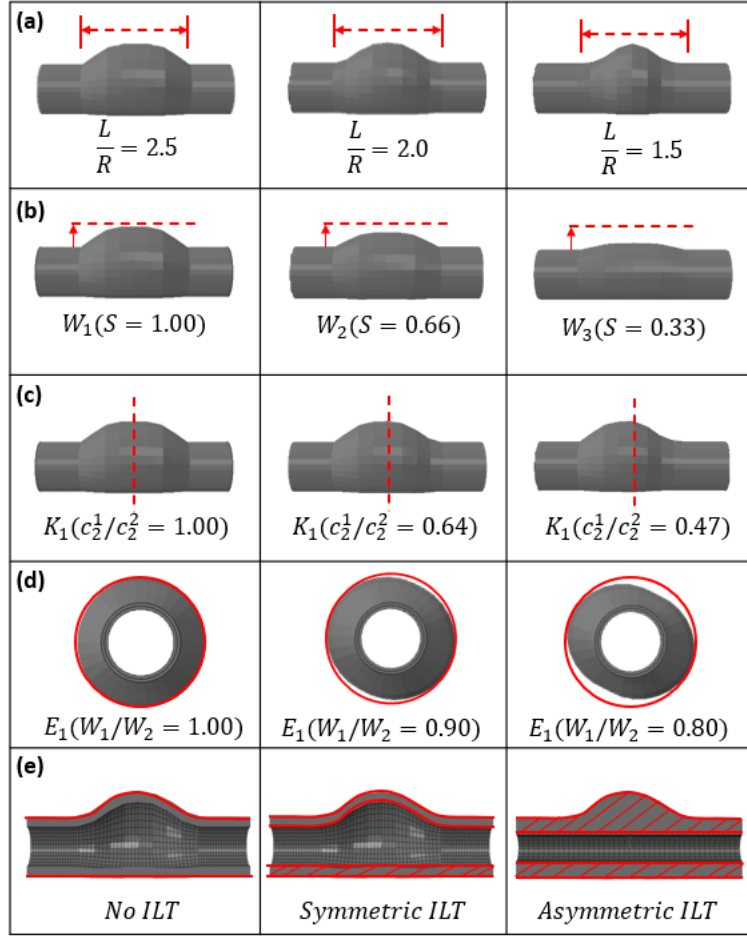 (a)
L/R = 2.5
L/R = 2.0
L/R = 1.5
(b)
W₁(S = 1.00)
W₂(S = 0.66)
W₃(S = 0.33)
(c)
K₁(c₂¹/c₂² = 1.00)
K₁(c₂¹/c₂² = 0.64)
K₁(c₂¹/c₂² = 0.47)
(d)
E₁(W₁/W₂ = 1.00)
E₁(W₁/W₂ = 0.90)
E₁(W₁/W₂ = 0.80)
(e)
No ILT
Symmetric ILT
Asymmetric ILT